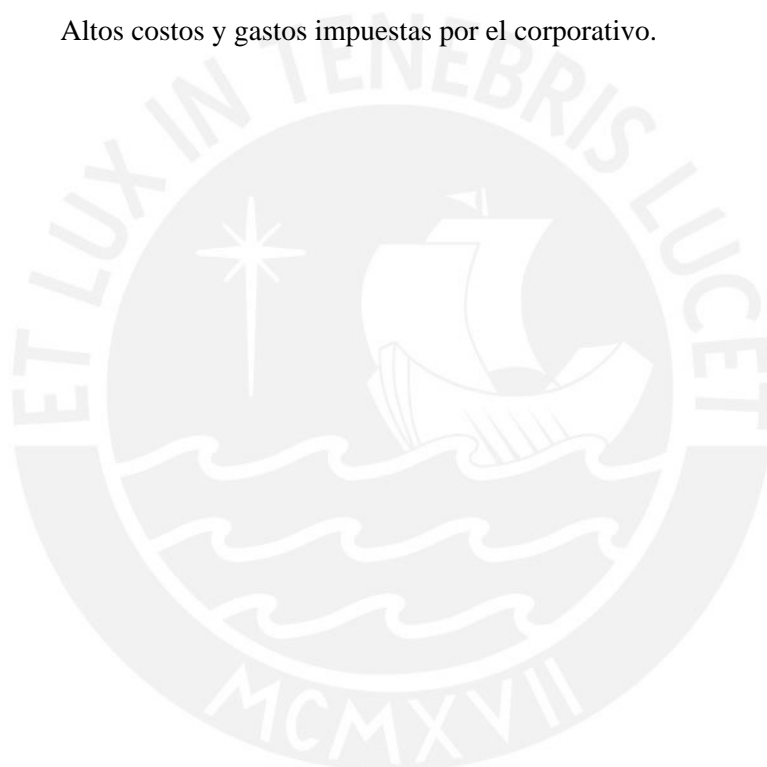 Altos costos y gastos impuestas por el corporativo.
ET LUX IN TENEBRIS LUCET
MCMXVII